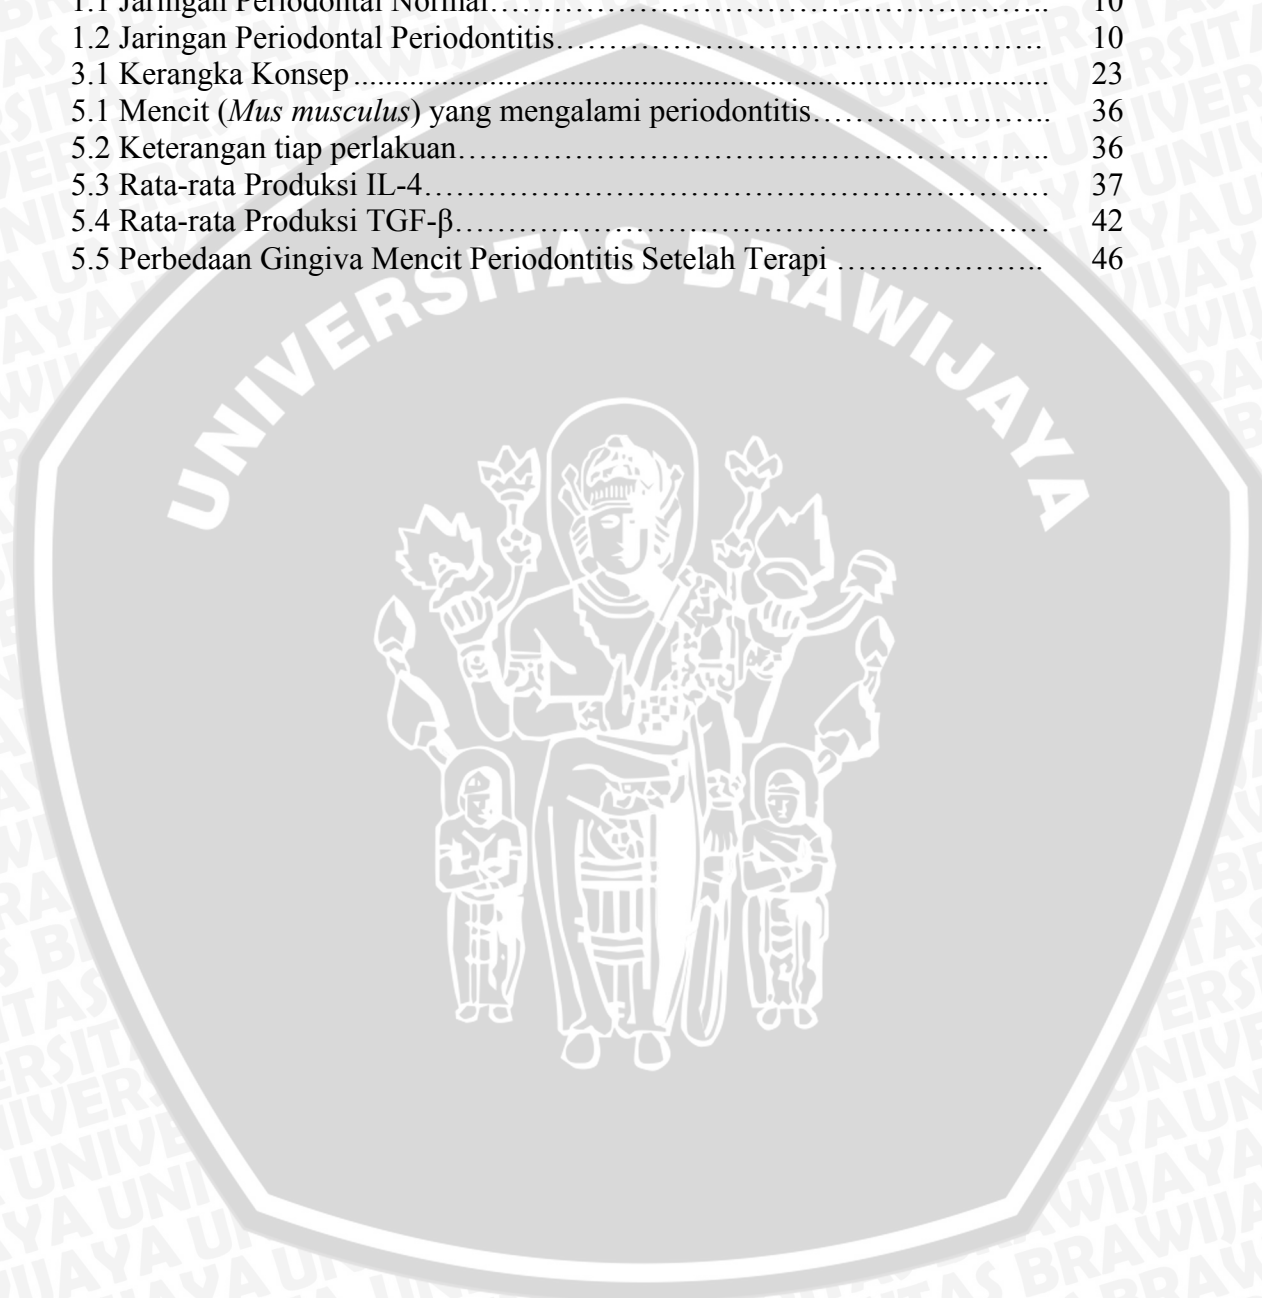 1.1 Jaringan Periodontal Normal……………………………………………….. 10
1.2 Jaringan Periodontal Periodontitis…………………………………………. 10
3.1 Kerangka Konsep ................................................................................................ 23
5.1 Mencit (Mus musculus) yang mengalami periodontitis………………….. 36
5.2 Keterangan tiap perlakuan………………………………………………….. 36
5.3 Rata-rata Produksi IL-4……………………………………………………. 37
5.4 Rata-rata Produksi TGF-β………………………………………………….. 42
5.5 Perbedaan Gingiva Mencit Periodontitis Setelah Terapi ……………….. 46
UNIVERSITAS BRAWIJAYA